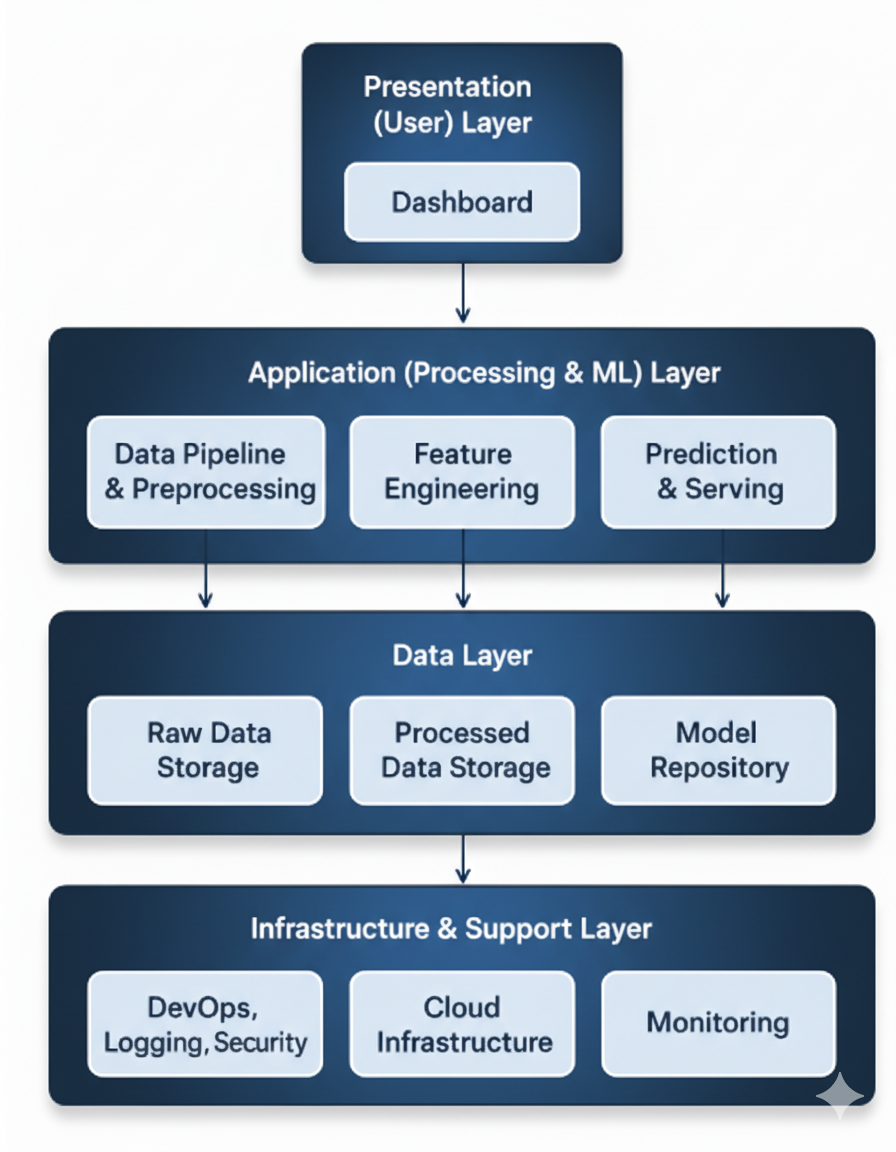 Presentation
(User) Layer
Dashboard
Application (Processing & ML) Layer
Data Pipeline
& Preprocessing
Feature
Engineering
Prediction
& Serving
Data Layer
Raw Data
Storage
Processed
Data Storage
Model
Repository
Infrastructure & Support Layer
DevOps,
Logging, Security
Cloud
Infrastructure
Monitoring